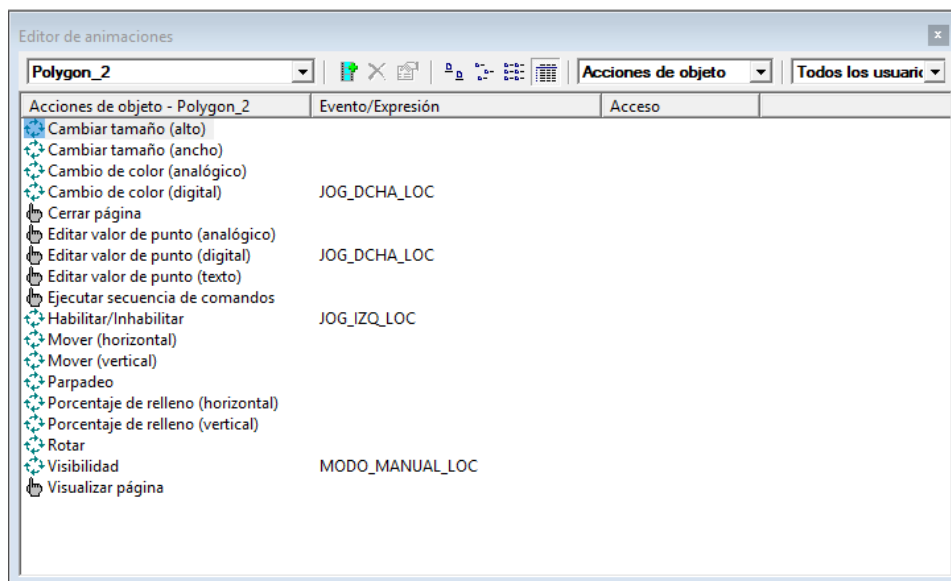 Editor de animaciones
Polygon_2 Acciones de objeto Todos los usuari
Acciones de objeto - Polygon_2 Evento/Expresión Acceso
Cambiar tamaño (alto)
Cambiar tamaño (ancho)
Cambio de color (analógico)
Cambio de color (digital) JOG_DCHA_LOC
Cerrar página
Editar valor de punto (analógico)
Editar valor de punto (digital) JOG_DCHA_LOC
Editar valor de punto (texto)
Ejecutar secuencia de comandos
Habilitar/Inhabilitar JOG_IZQ_LOC
Mover (horizontal)
Mover (vertical)
Parpadeo
Porcentaje de relleno (horizontal)
Porcentaje de relleno (vertical)
Rotar
Visibilidad MODO_MANUAL_LOC
Visualizar página